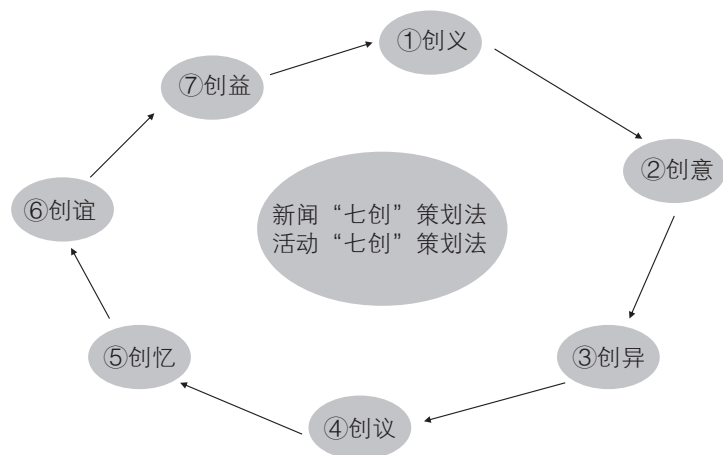 ①创义
②创意
③创异
④创议
⑤创忆
⑥创谊
⑦创益
新闻“七创”策划法
活动“七创”策划法